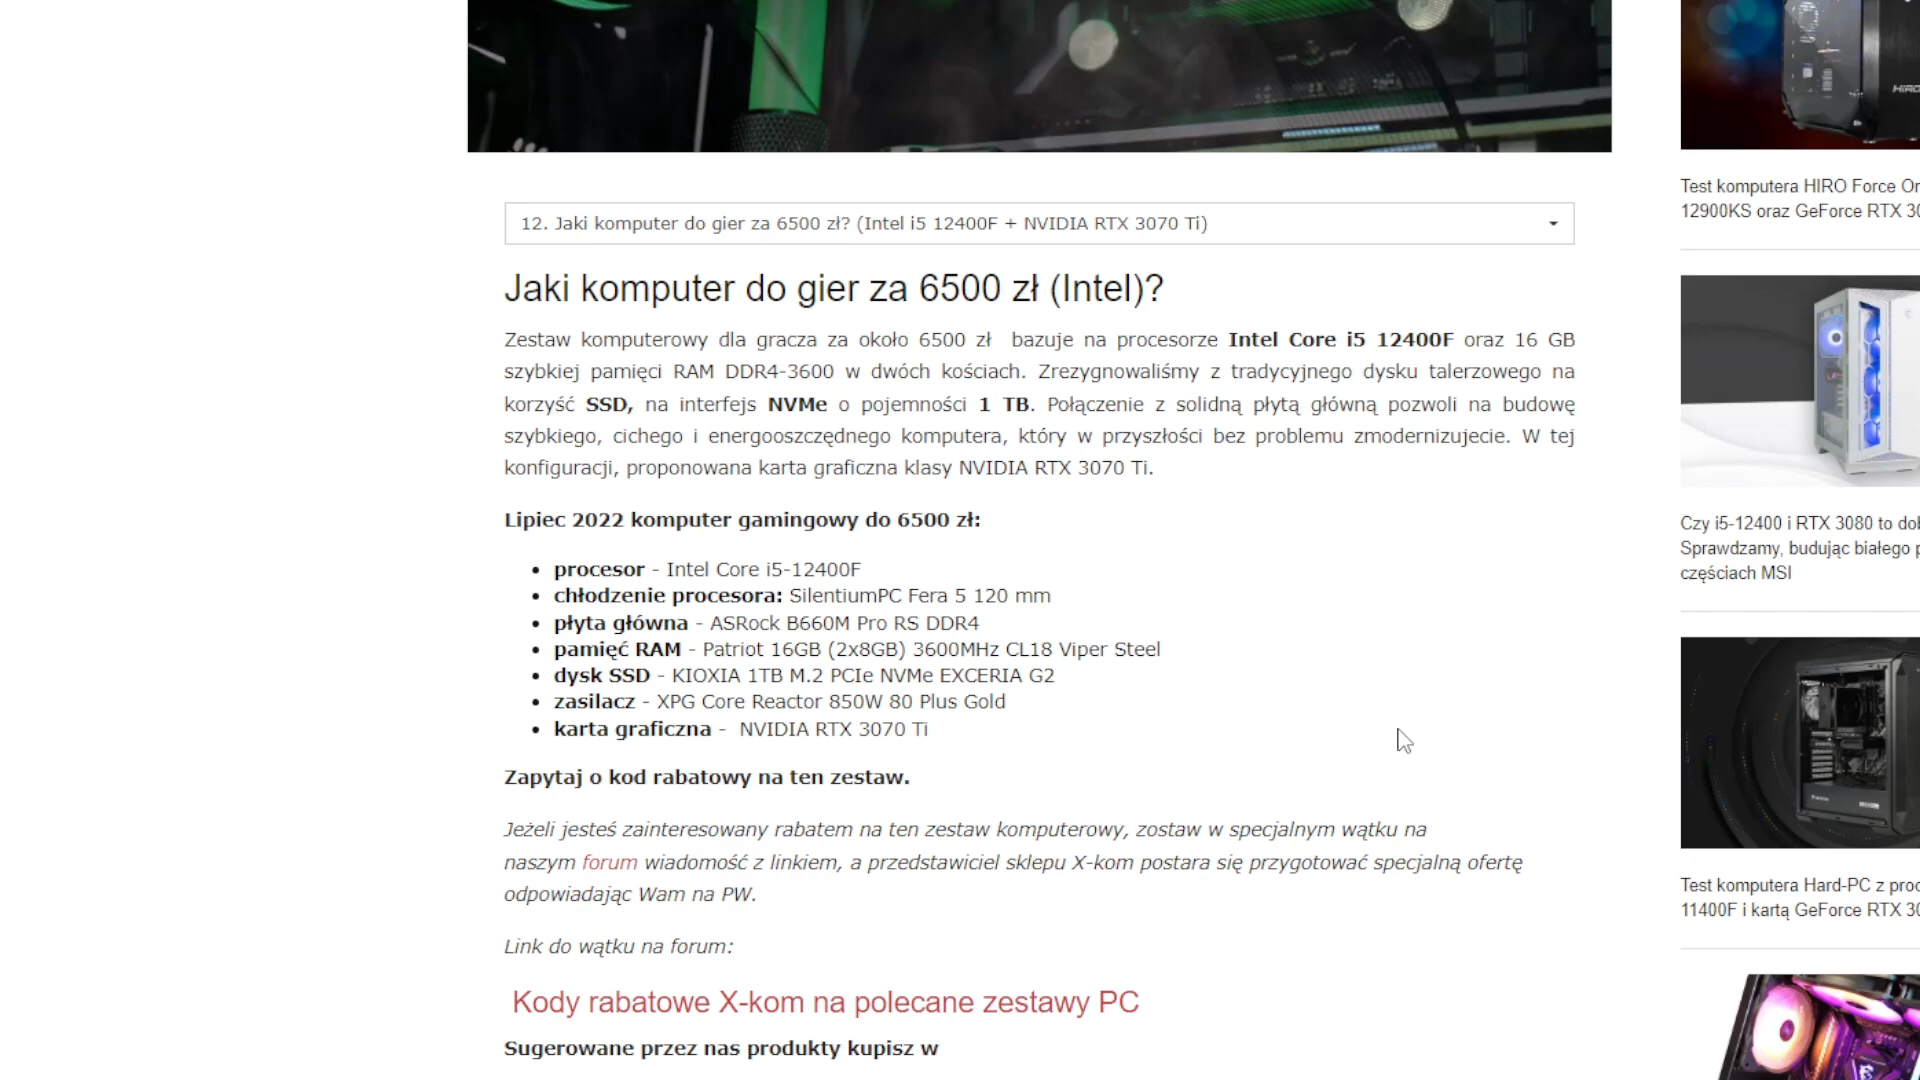 12. Jaki komputer do gier za 6500 zł? (Intel i5 12400F + NVIDIA RTX 3070 Ti)
Jaki komputer do gier za 6500 zł (Intel)?
Zestaw komputerowy dla gracza za około 6500 zł bazuje na procesorze Intel Core i5 12400F oraz 16 GB
szybkiej pamięci RAM DDR4-3600 w dwóch kościach. Zrezygnowaliśmy z tradycyjnego dysku talerzowego na
korzyść SSD, na interfejs NVMe o pojemności 1 TB. Połączenie z solidną płytą główną pozwoli na budowę
szybkiego, cichego i energooszczędnego komputera, który w przyszłości bez problemu zmodernizujecie. W tej
konfiguracji, proponowana karta graficzna klasy NVIDIA RTX 3070 Ti.
Lipiec 2022 komputer gamingowy do 6500 zł:
• procesor - Intel Core i5-12400F
• chłodzenie procesora: SilentiumPC Fera 5 120 mm
• płyta główna - ASRock B660M Pro RS DDR4
• pamięć RAM - Patriot 16GB (2x8GB) 3600MHz CL18 Viper Steel
• dysk SSD - KIOXIA 1TB M.2 PCIe NVMe EXCERIA G2
• zasilacz - XPG Core Reactor 850W 80 Plus Gold
• karta graficzna - NVIDIA RTX 3070 Ti
Zapytaj o kod rabatowy na ten zestaw.
Jeżeli jesteś zainteresowany rabatem na ten zestaw komputerowy, zostaw w specjalnym wątku na
naszym forum wiadomość z linkiem, a przedstawiciel sklepu X-kom postara się przygotować specjalną ofertę
odpowiadając Wam na PW.
Link do wątku na forum:
Kody rabatowe X-kom na polecane zestawy PC
Sugerowane przez nas produkty kupisz w
Test komputera HIRO Force
12900KS oraz GeForce RTX
Czy i5-12400 i RTX 3080 to
Sprawdzamy, budując białego
częściach MSI
Test komputera Hard-PC z
11400F i kartą GeForce RTX